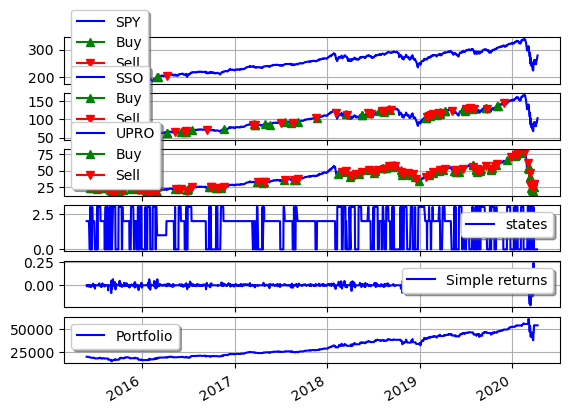 SPY
Buy
Sell
300
200
SSO
Buy
Sell
150
100
50
UPRO
Buy
Sell
75
50
25
states
2.5
0.0
Simple returns
0.25
0.00
Portfolio
50000
25000
2016
2017
2018
2019
2020